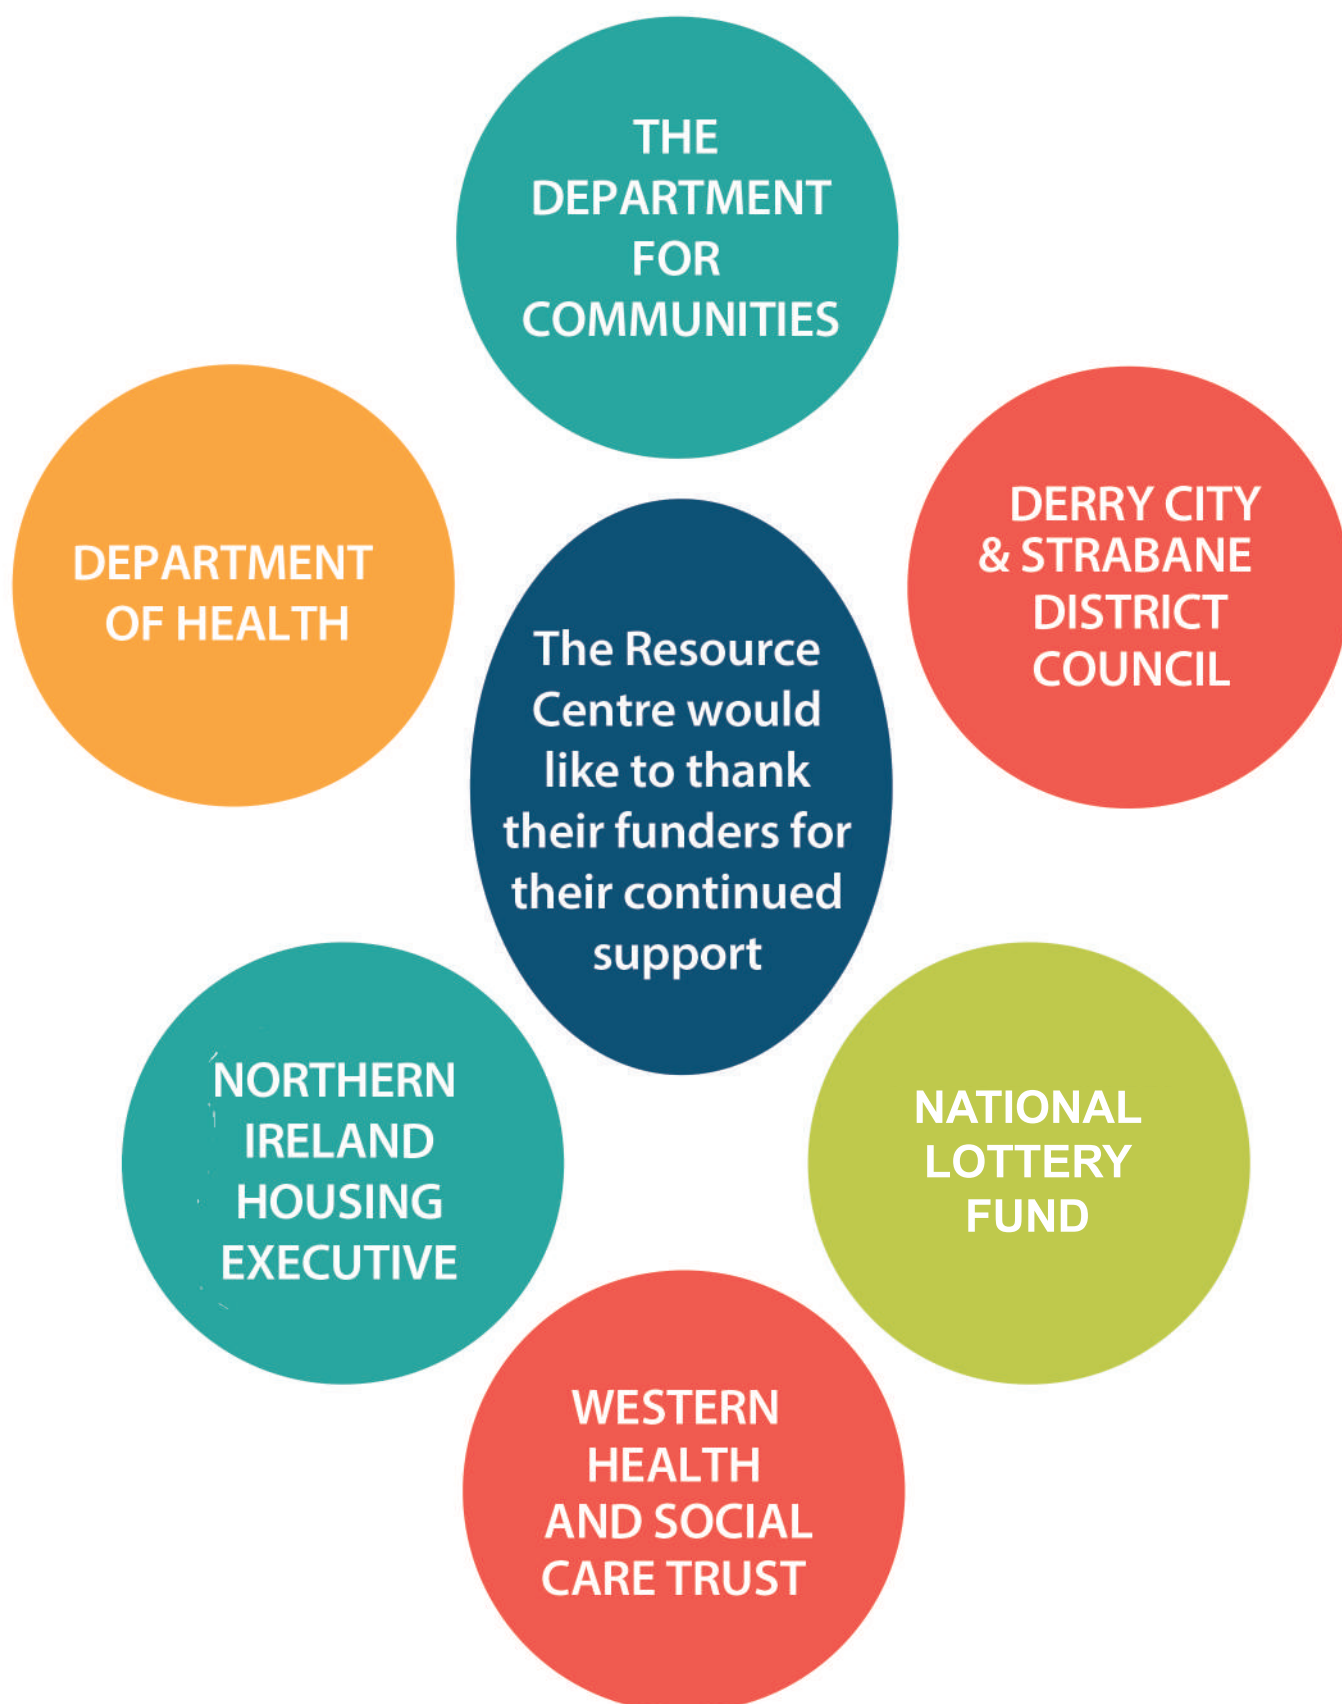 THE
DEPARTMENT
FOR
COMMUNITIES
DEPARTMENT
OF HEALTH
DERRY CITY
& STRABANE
DISTRICT
COUNCIL
The Resource
Centre would
like to thank
their funders for
their continued
support
NORTHERN
IRELAND
HOUSING
EXECUTIVE
NATIONAL
LOTTERY
FUND
WESTERN
HEALTH
AND SOCIAL
CARE TRUST